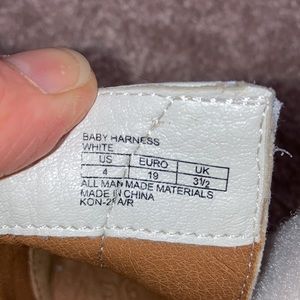 BABY HARNESS
WHITE
US EURO UK
4 19 3½
ALL MAN MADE MATERIALS
MADE IN CHINA